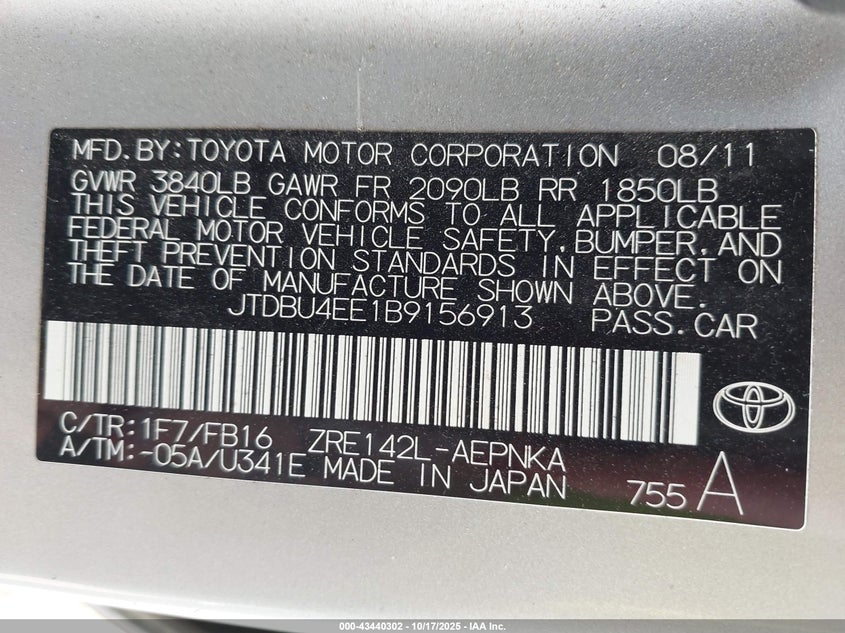 MFD.BY:TOYOTA MOTOR CORPORATION 08/11
GVWR 3840LB GAWR FR 2090LB RR 1850LB
THIS VEHICLE CONFORMS TO ALL APPLICABLE
FEDERAL MOTOR VEHICLE SAFETY,BUMPER,AND
THEFT PREVENTION STANDARDS IN EFFECT ON
THE DATE OF MANUFACTURE SHOWN ABOVE.
JTDBU4EE1B9156913 PASS.CAR
C/TR:1F7/FB16 ZRE142L-AEPNKA
A/TM:-05A/U341E MADE IN JAPAN 755 A
000-43440302 | 10/17/2025 - IAA Inc.